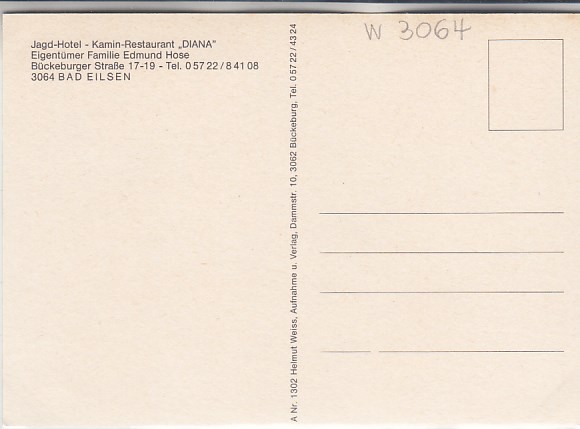 Jagd-Hotel - Kamin-Restaurant „DIANA"
Eigentümer Familie Edmund Hose
Bückeburger Straße 17-19 - Tel. 0 57 22 / 8 41 08
3064 BAD EILSEN
A Nr. 1302 Helmut Weiss, Aufnahme u. Verlag, Dammstr. 10, 3062 Bückeburg, Tel. 0 57 22 / 43 24
W 3064